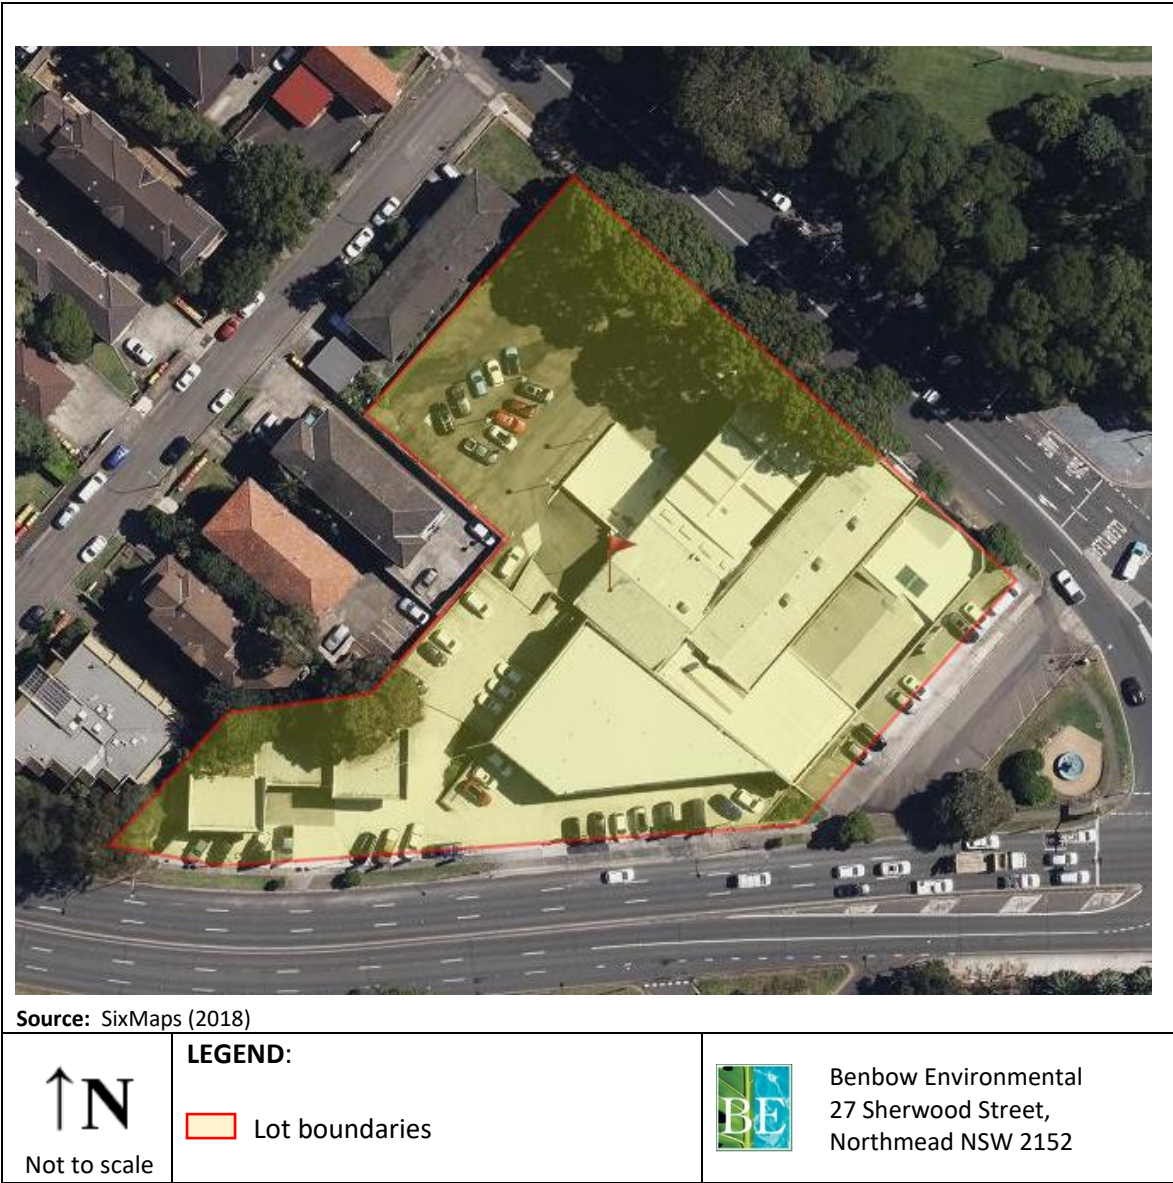 Source: SixMaps (2018)
N
Not to scale
LEGEND:
Lot boundaries
BE
Benbow Environmental
27 Sherwood Street,
Northmead NSW 2152